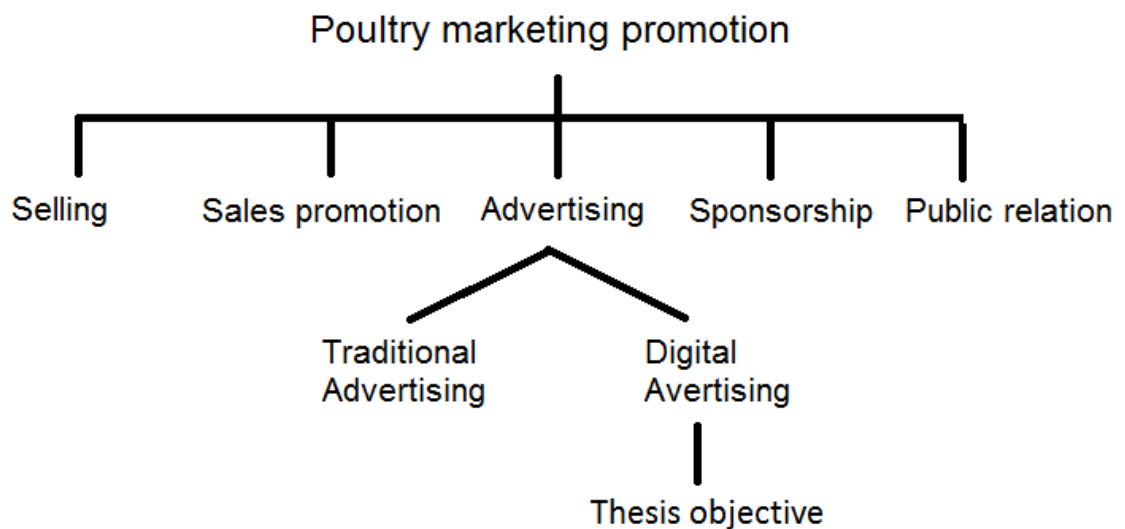 Poultry marketing promotion
Selling
Sales promotion
Advertising
Sponsorship
Public relation
Traditional
Advertising
Digital
Avertising
Thesis objective